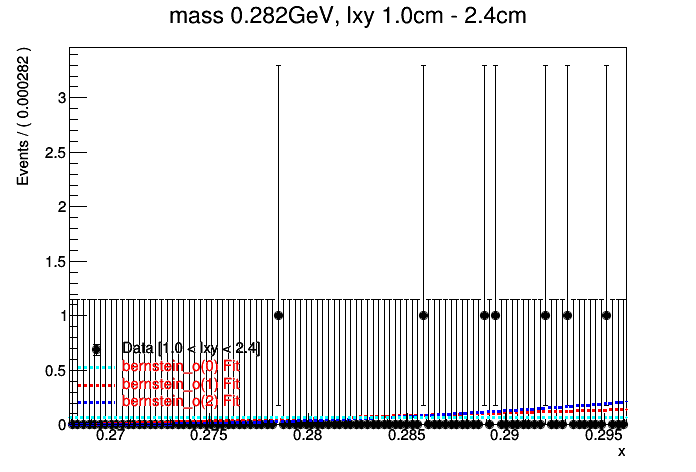 mass 0.282GeV, lxy 1.0cm - 2.4cm
Events / ( 0.000282 )
3
2.5
2
1.5
1
0.5
0
Data [1.0 < lxy < 2.4]
bernstein_o(0) Fit
bernstein_o(1) Fit
bernstein_o(2) Fit
0.27 0.275 0.28 0.285 0.29 0.295
x